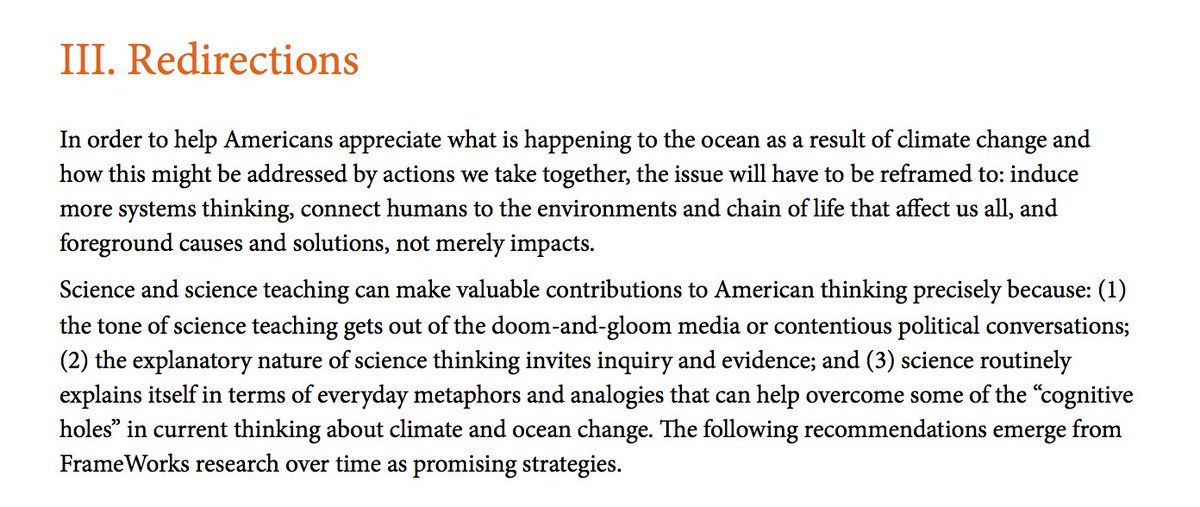 III. Redirections
In order to help Americans appreciate what is happening to the ocean as a result of climate change and
how this might be addressed by actions we take together, the issue will have to be reframed to: induce
more systems thinking, connect humans to the environments and chain of life that affect us all, and
foreground causes and solutions, not merely impacts.
Science and science teaching can make valuable contributions to American thinking precisely because: (1)
the tone of science teaching gets out of the doom-and-gloom media or contentious political conversations;
(2) the explanatory nature of science thinking invites inquiry and evidence; and (3) science routinely
explains itself in terms of everyday metaphors and analogies that can help overcome some of the “cognitive
holes” in current thinking about climate and ocean change. The following recommendations emerge from
FrameWorks research over time as promising strategies.